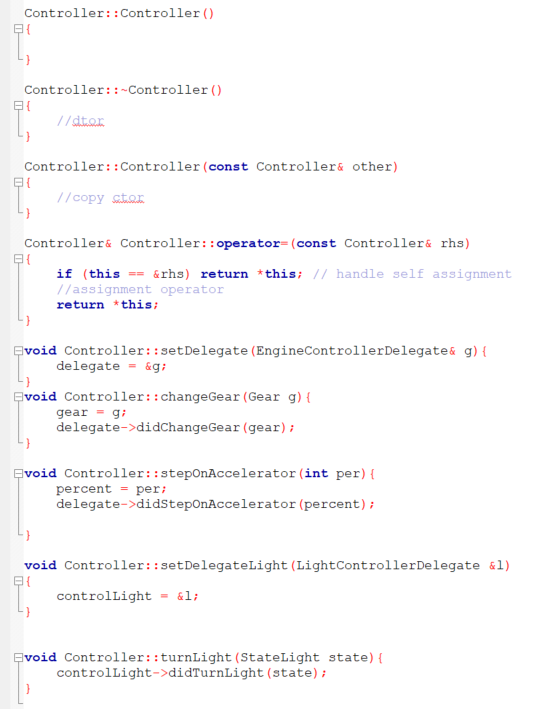 Controller::Controller()
{
}
Controller::~Controller()
{
    //dtor
}
Controller::Controller(const Controller& other)
{
    //copy ctor
}
Controller& Controller::operator=(const Controller& rhs)
{
    if (this == &rhs) return *this; // handle self assignment
    //assignment operator
    return *this;
}
void Controller::setDelegate(EngineControllerDelegate& g){
    delegate = &g;
}
void Controller::changeGear(Gear g){
    gear = g;
    delegate->didChangeGear(gear);
}
void Controller::stepOnAccelerator(int per){
    percent = per;
    delegate->didStepOnAccelerator(percent);
}
void Controller::setDelegateLight(LightControllerDelegate &l)
{
    controlLight = &l;
}
void Controller::turnLight(StateLight state){
    controlLight->didTurnLight(state);
}